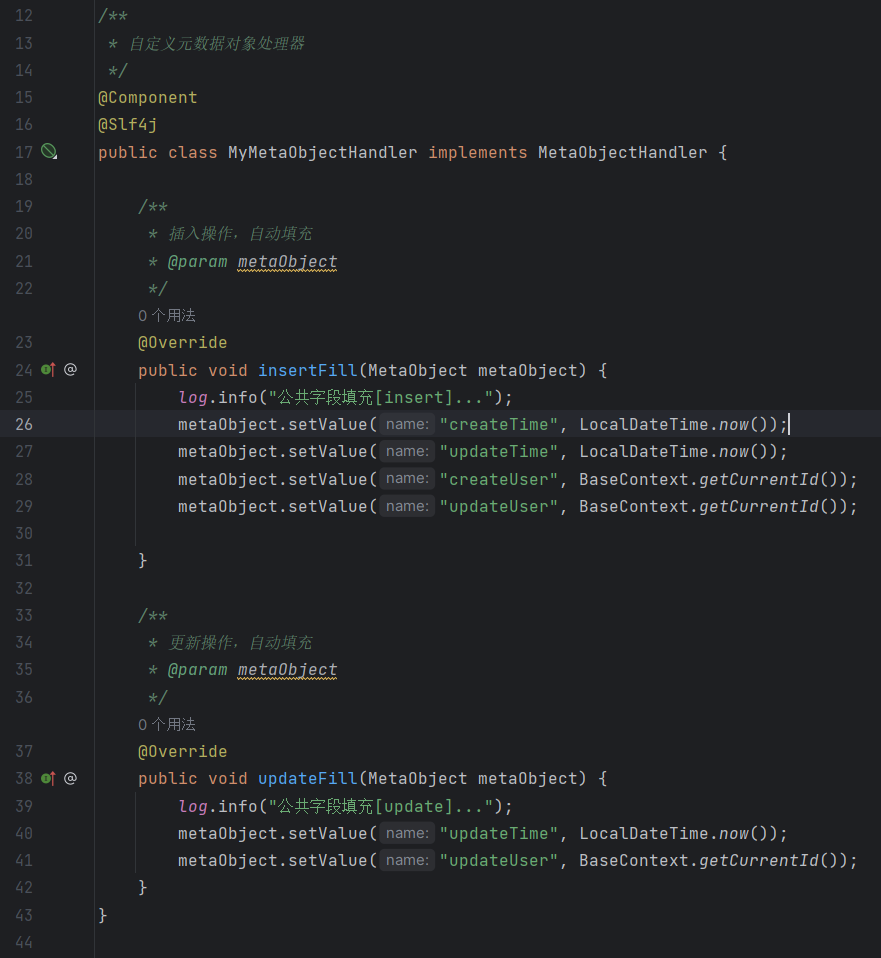 12 /**
13  * 自定义元数据对象处理器
14  */
15 @Component
16 @Slf4j
17 public class MyMetaObjectHandler implements MetaObjectHandler {
18
19     /**
20      * 插入操作，自动填充
21      * @param metaObject
22      */
0 个用法
23     @Override
24 @ public void insertFill(MetaObject metaObject) {
25         log.info("公共字段填充[insert]...");
26         metaObject.setValue( name: "createTime", LocalDateTime.now());
27         metaObject.setValue( name: "updateTime", LocalDateTime.now());
28         metaObject.setValue( name: "createUser", BaseContext.getCurrentId());
29         metaObject.setValue( name: "updateUser", BaseContext.getCurrentId());
30
31     }
32
33     /**
34      * 更新操作，自动填充
35      * @param metaObject
36      */
0 个用法
37     @Override
38 @ public void updateFill(MetaObject metaObject) {
39         log.info("公共字段填充[update]...");
40         metaObject.setValue( name: "updateTime", LocalDateTime.now());
41         metaObject.setValue( name: "updateUser", BaseContext.getCurrentId());
42     }
43 }
44